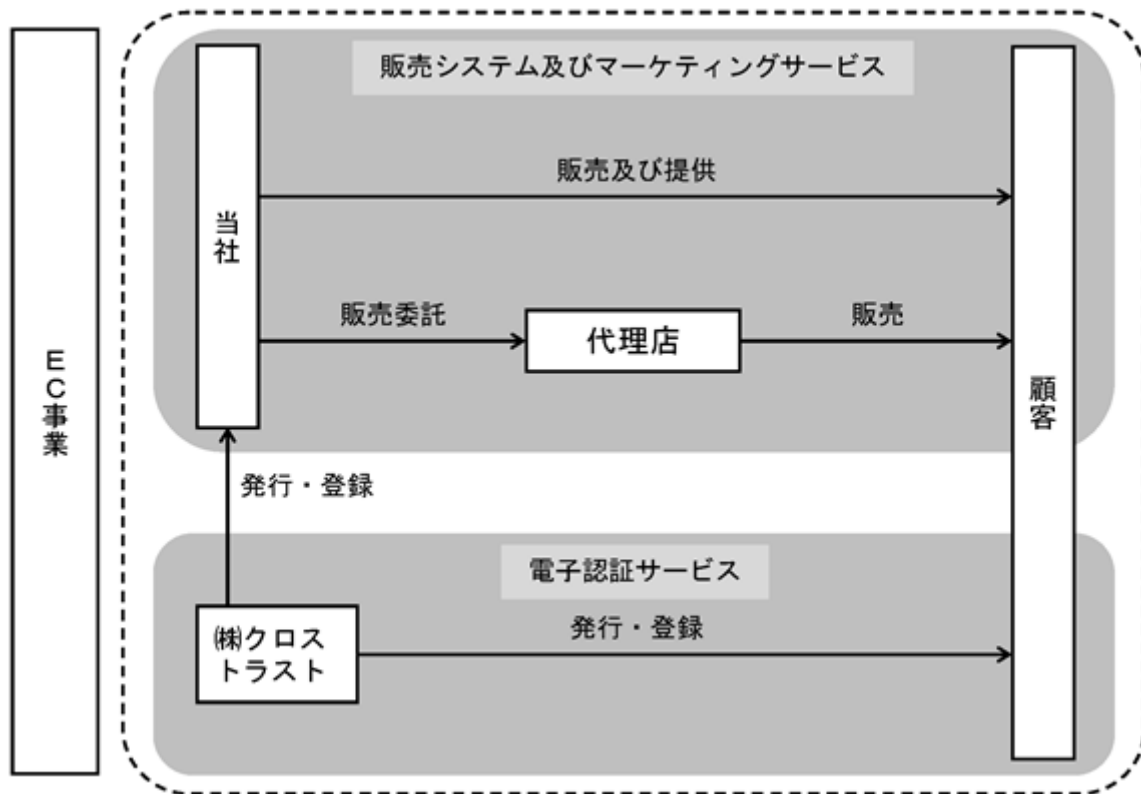 EC事業
販売システム及びマーケティングサービス
当社
販売及び提供
販売委託
代理店
販売
顧客
発行・登録
電子認証サービス
㈱クロス
トラスト
発行・登録